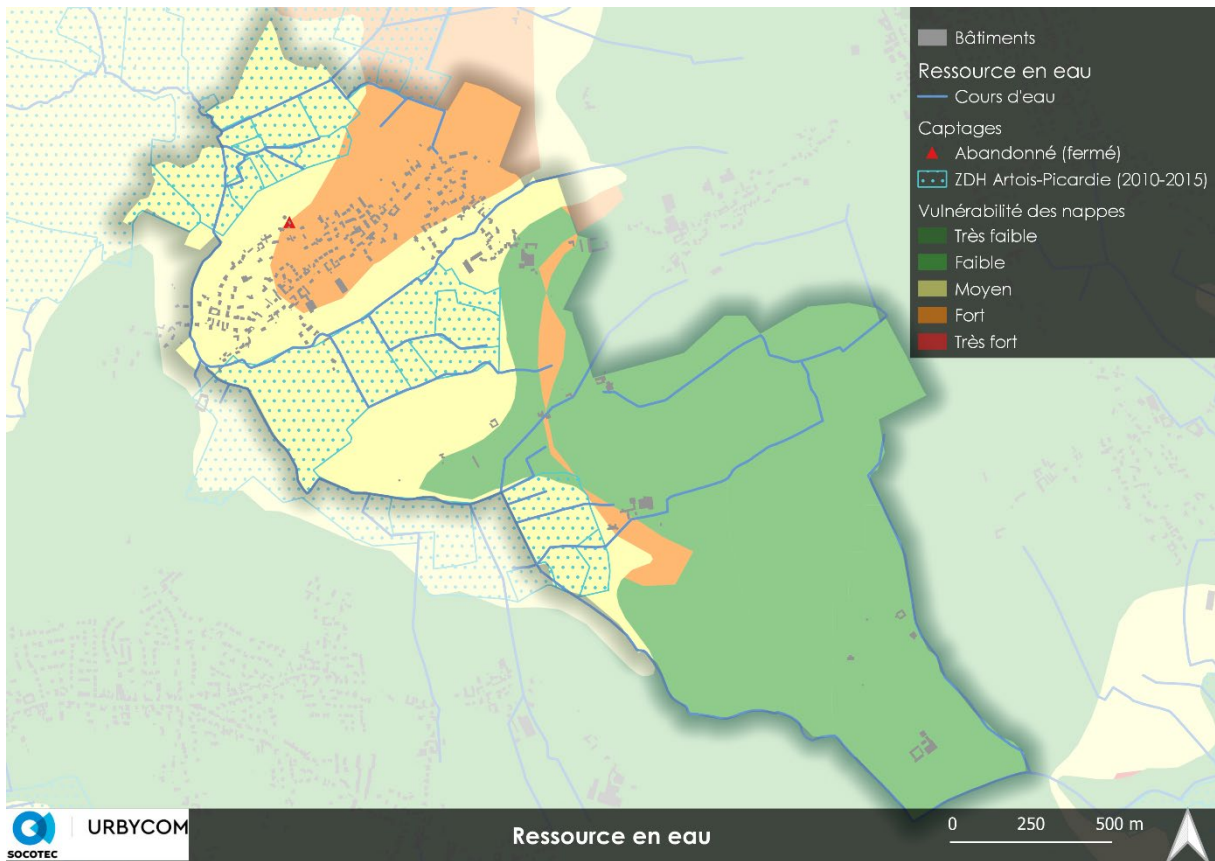 Bâtiments
Ressource en eau
Cours d'eau
Captages
Abandonné (fermé)
ZDH Artois-Picardie (2010-2015)
Vulnérabilité des nappes
Très faible
Faible
Moyen
Fort
Très fort
SOCOTEC
URBYCOM
Ressource en eau
0 250 500 m